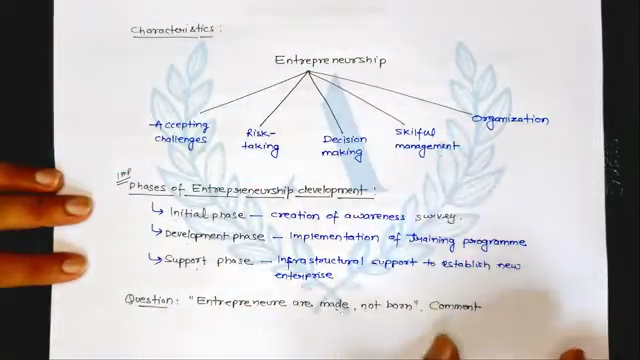 Characteristics:
Entrepreneurship
Accepting challenges
Risk-taking
Decision making
Skilful management
Organization
Imp
Phases of Entrepreneurship development:
↳ Initial phase — creation of awareness survey.
↳ Development phase — Implementation of training programme
↳ Support phase — Infrastructural support to establish new
enterprise
Question: "Entrepreneure are made, not born". Comment